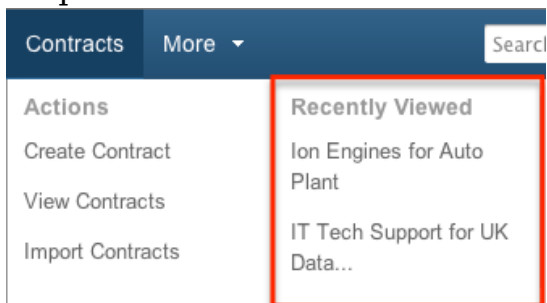 Contracts More Search
Actions
Create Contract
View Contracts
Import Contracts
Recently Viewed
Ion Engines for Auto
Plant
IT Tech Support for UK
Data...